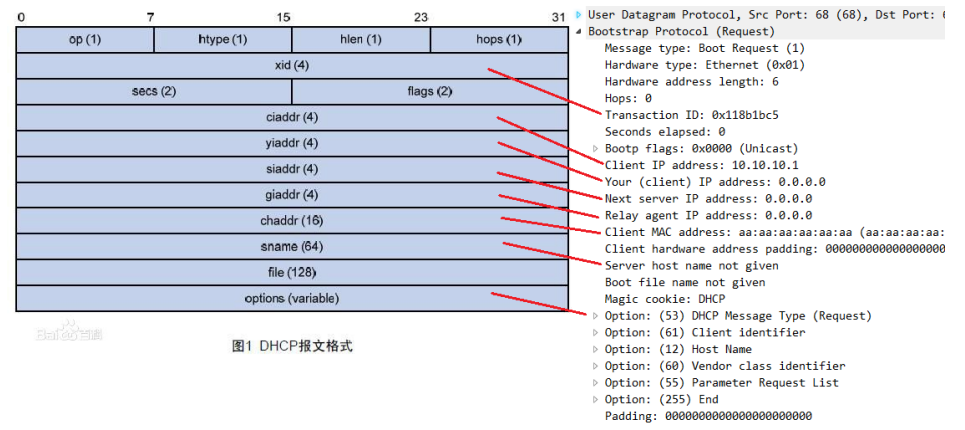 0 7 15 23 31
op (1) htype (1) hlen (1) hops (1)
xid (4)
secs (2) flags (2)
ciaddr (4)
yiaddr (4)
siaddr (4)
giaddr (4)
chaddr (16)
sname (64)
file (128)
options (variable)
Bai百科
图1 DHCP报文格式
User Datagram Protocol, Src Port: 68 (68), Dst Port:
Bootstrap Protocol (Request)
Message type: Boot Request (1)
Hardware type: Ethernet (0x01)
Hardware address length: 6
Hops: 0
Transaction ID: 0x118b1bc5
Seconds elapsed: 0
Bootp flags: 0x0000 (Unicast)
Client IP address: 10.10.10.1
Your (client) IP address: 0.0.0.0
Next server IP address: 0.0.0.0
Relay agent IP address: 0.0.0.0
Client MAC address: aa:aa:aa:aa:aa:aa (aa:aa:aa:aa:
Client hardware address padding: 000000000000000000
Server host name not given
Boot file name not given
Magic cookie: DHCP
Option: (53) DHCP Message Type (Request)
Option: (61) Client identifier
Option: (12) Host Name
Option: (60) Vendor class identifier
Option: (55) Parameter Request List
Option: (255) End
Padding: 0000000000000000000000